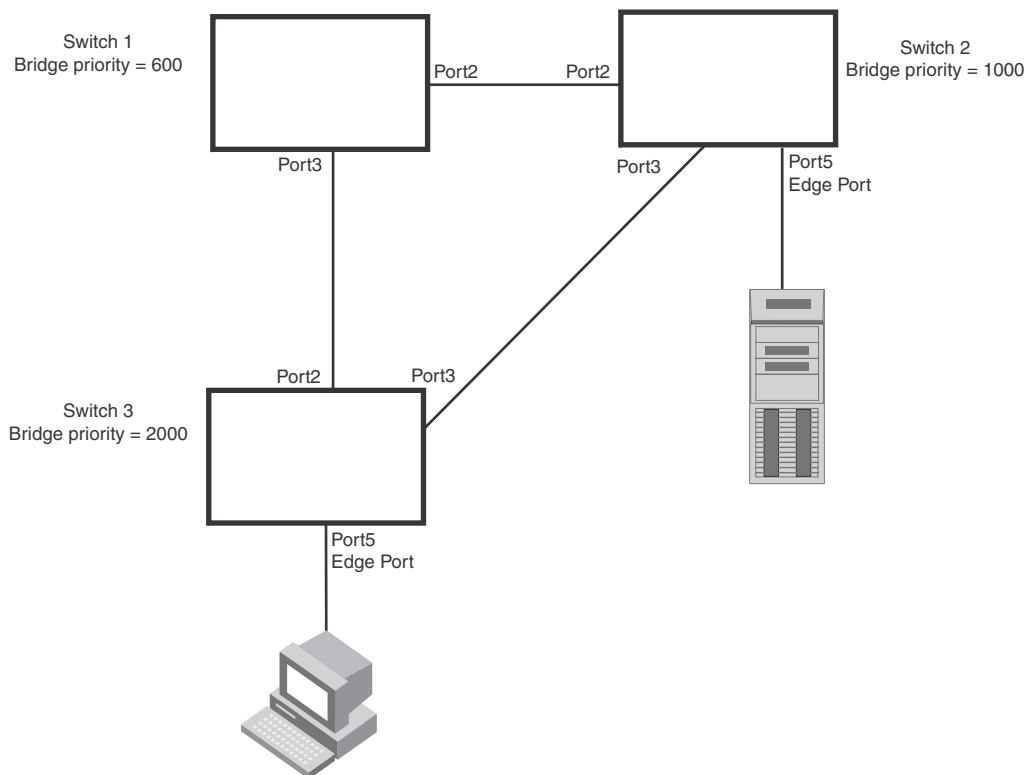 Switch 1
Bridge priority = 600
Port2
Port2
Switch 2
Bridge priority = 1000
Port3
Port3
Port5
Edge Port
Port2
Port3
Switch 3
Bridge priority = 2000
Port5
Edge Port